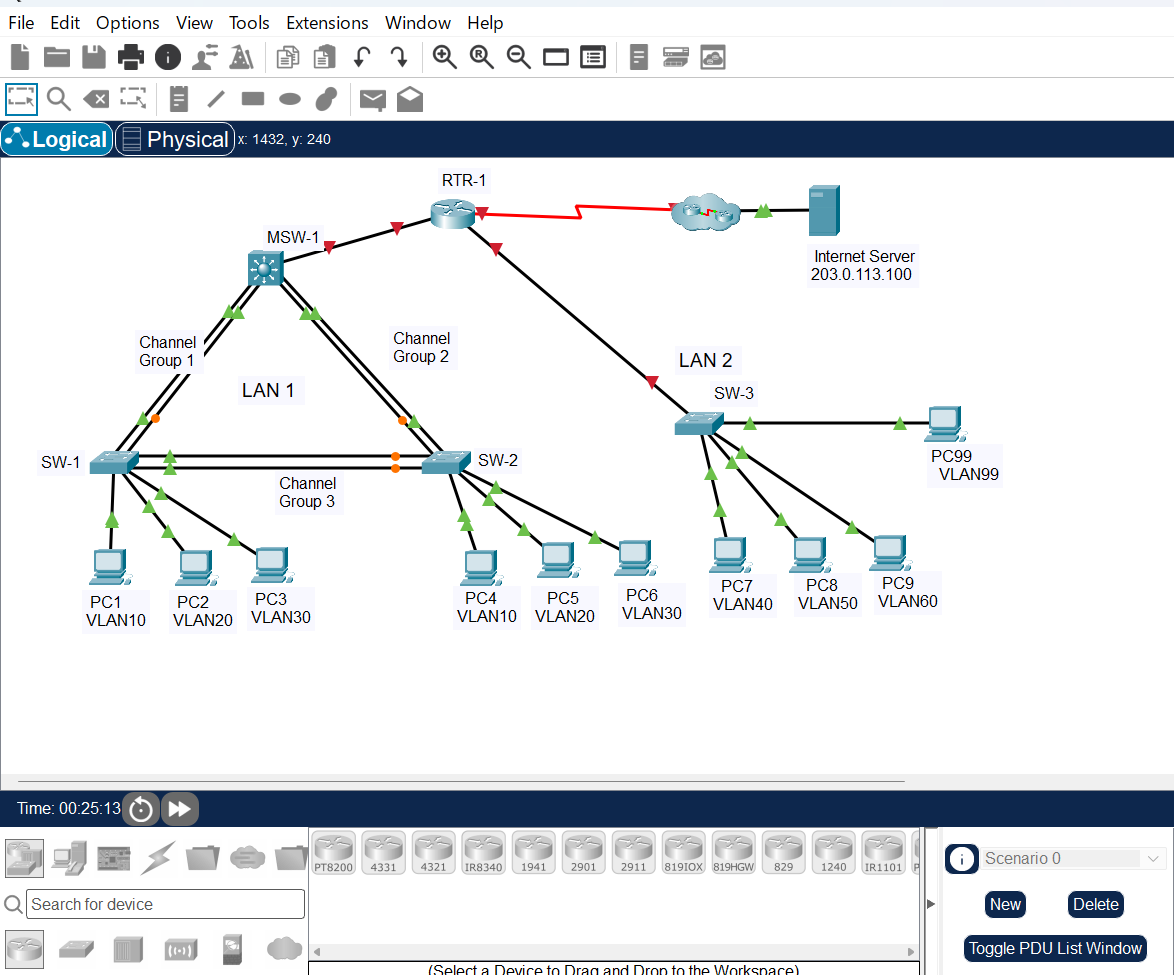 File Edit Options View Tools Extensions Window Help
Logical Physical x: 1432, y: 240
RTR-1
MSW-1
Internet Server
203.0.113.100
Channel
Group 1
Channel
Group 2
LAN 1
LAN 2
SW-3
SW-1
SW-2
PC99
VLAN99
Channel
Group 3
PC1
VLAN10
PC2
VLAN20
PC3
VLAN30
PC4
VLAN10
PC5
VLAN20
PC6
VLAN30
PC7
VLAN40
PC8
VLAN50
PC9
VLAN60
Time: 00:25:13
PT8200 4331 4321 IR8340 1941 2901 2911 819IOX 819HGW 829 1240 IR1101
Scenario 0
Search for device
New Delete
Toggle PDU List Window
(Select a Device to Drag and Drop to the Workspace)